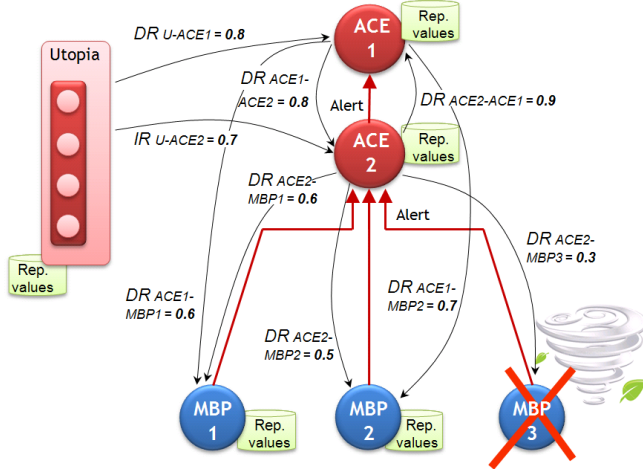 DR U-ACE1 = 0.8
ACE
1
Rep.
values
Utopia
DR ACE1-
ACE2 = 0.8
Alert
DR ACE2-ACE1 = 0.9
IR U-ACE2 = 0.7
ACE
2
Rep.
values
DR ACE2-
MBP1 = 0.6
Alert
DR ACE2-
MBP3 = 0.3
Rep.
values
DR ACE1-
MBP1 = 0.6
DR ACE1-
MBP2 = 0.7
DR ACE2-
MBP2 = 0.5
MBP
1
Rep.
values
MBP
2
Rep.
values
MBP
3